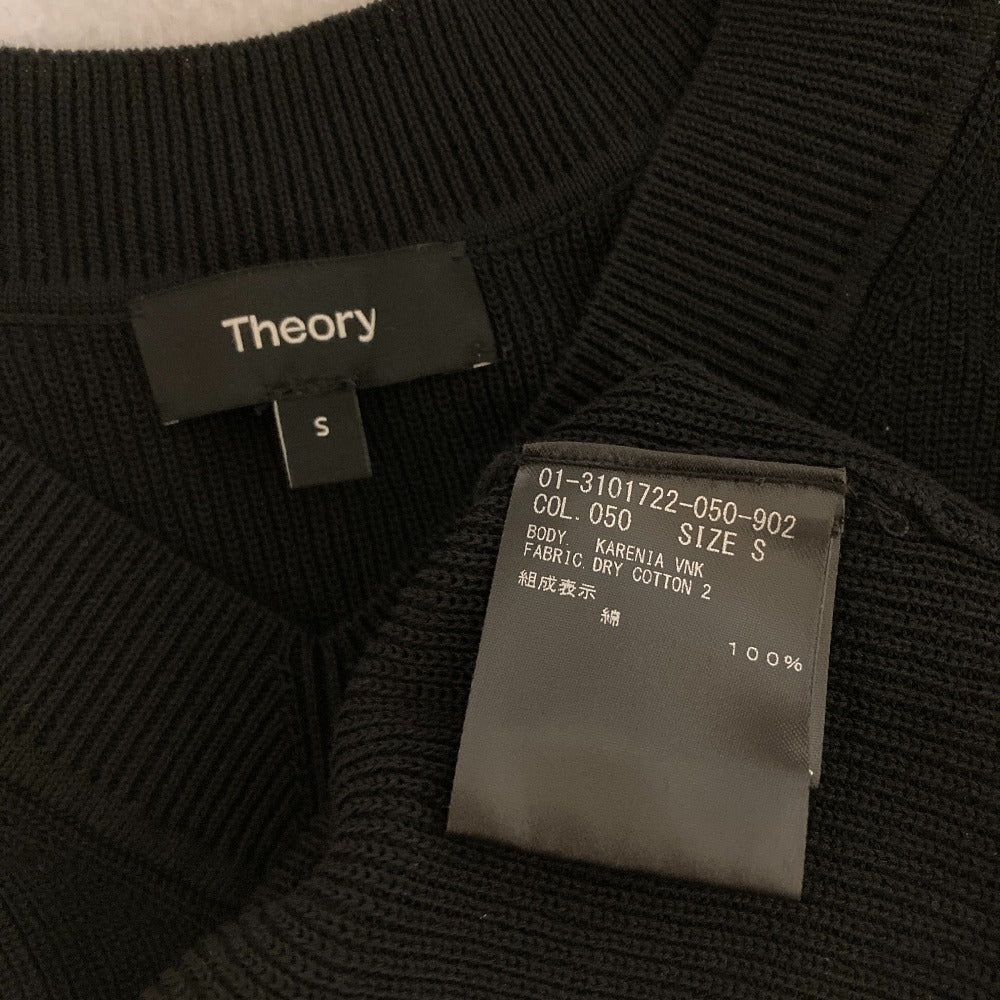 Theory
S
01-3101722-050-902
COL. 050 SIZE S
BODY. KARENIA VNK
FABRIC. DRY COTTON 2
組成表示
綿
100%